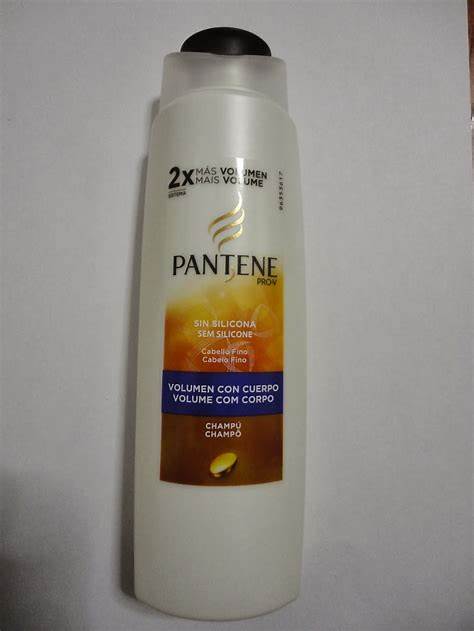 2x MÁS VOLUMEN
MAIS VOLUME
SISTEMA
PANTENE
PRO-V
SIN SILICONA
SEM SILICONE
Cabello Fino
Cabelo Fino
VOLUMEN CON CUERPO
VOLUME COM CORPO
CHAMPÚ
CHAMPÔ